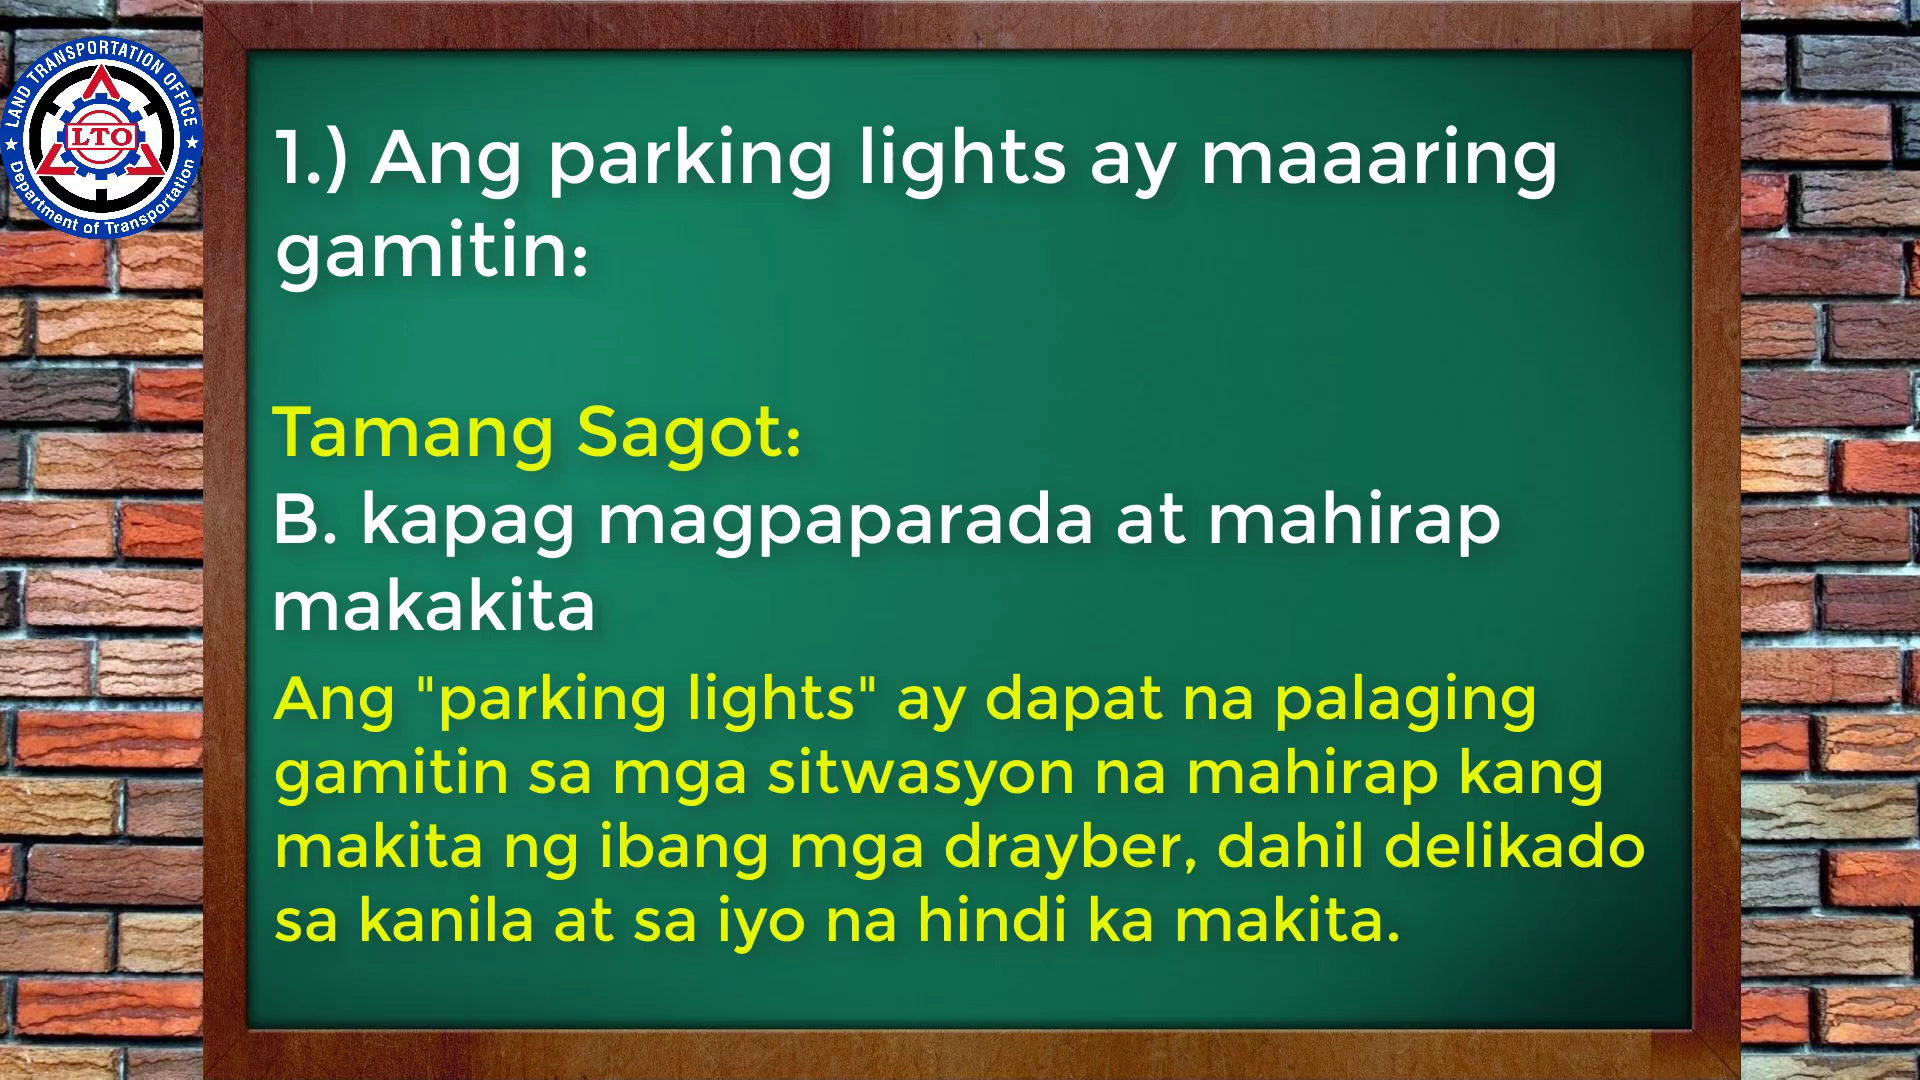 LAND TRANSPORTATION OFFICE
LTO
Department of Transportation
1.) Ang parking lights ay maaaring
gamitin:
Tamang Sagot:
B. kapag magpaparada at mahirap
makakita
Ang "parking lights" ay dapat na palaging
gamitin sa mga sitwasyon na mahirap kang
makita ng ibang mga drayber, dahil delikado
sa kanila at sa iyo na hindi ka makita.